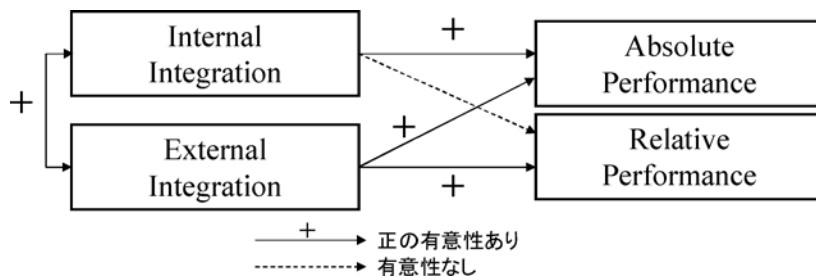 Internal
Integration
+
Absolute
Performance
+
+
External
Integration
+
Relative
Performance
+
正の有意性あり
有意性なし